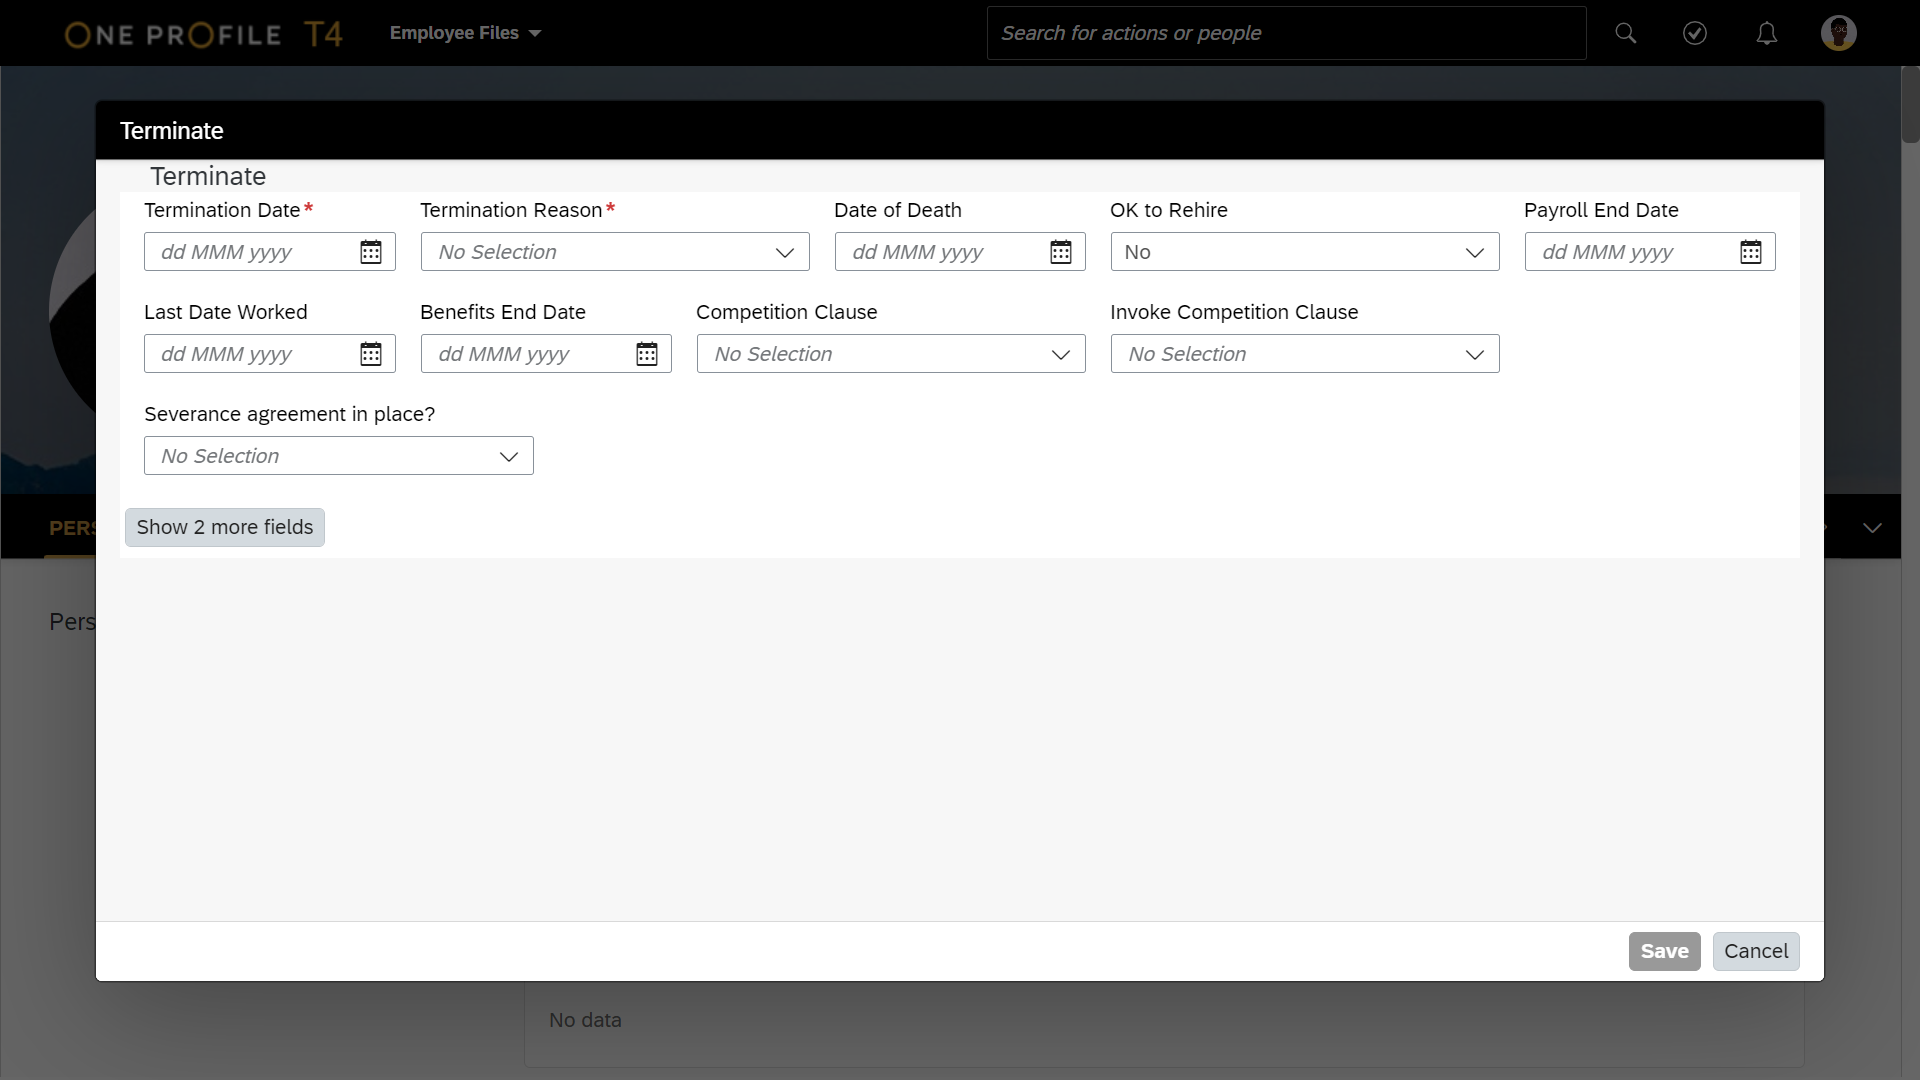 ONE PROFILE T4
Employee Files
Search for actions or people
Terminate
Terminate
Termination Date*
Termination Reason*
Date of Death
OK to Rehire
Payroll End Date
dd MMM yyyy
No Selection
dd MMM yyyy
No
dd MMM yyyy
Last Date Worked
Benefits End Date
Competition Clause
Invoke Competition Clause
dd MMM yyyy
dd MMM yyyy
No Selection
No Selection
Severance agreement in place?
No Selection
Show 2 more fields
PERS
Pers
Save
Cancel
No data